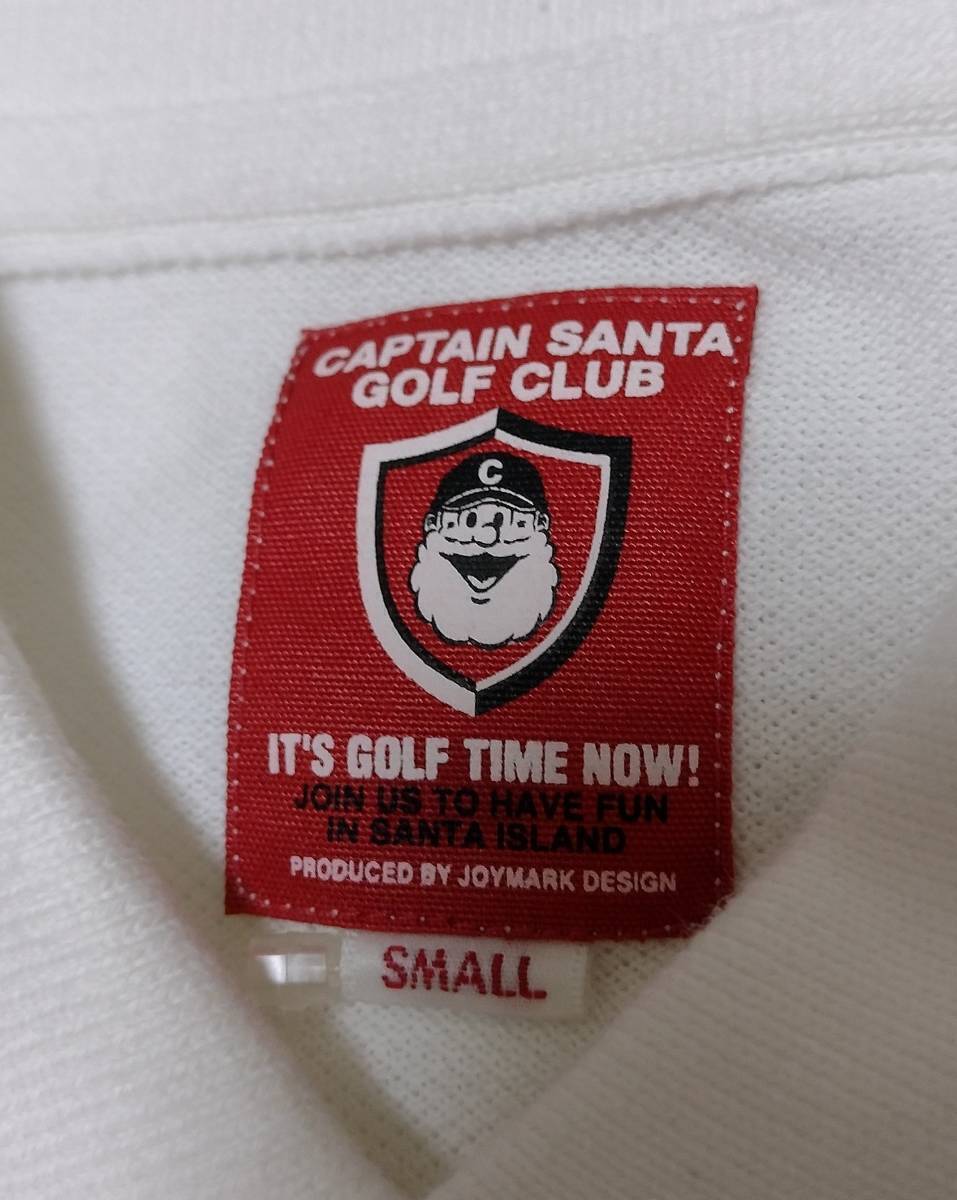 CAPTAIN SANTA
GOLF CLUB
C
IT'S GOLF TIME NOW!
JOIN US TO HAVE FUN
IN SANTA ISLAND
PRODUCED BY JOYMARK DESIGN
SMALL